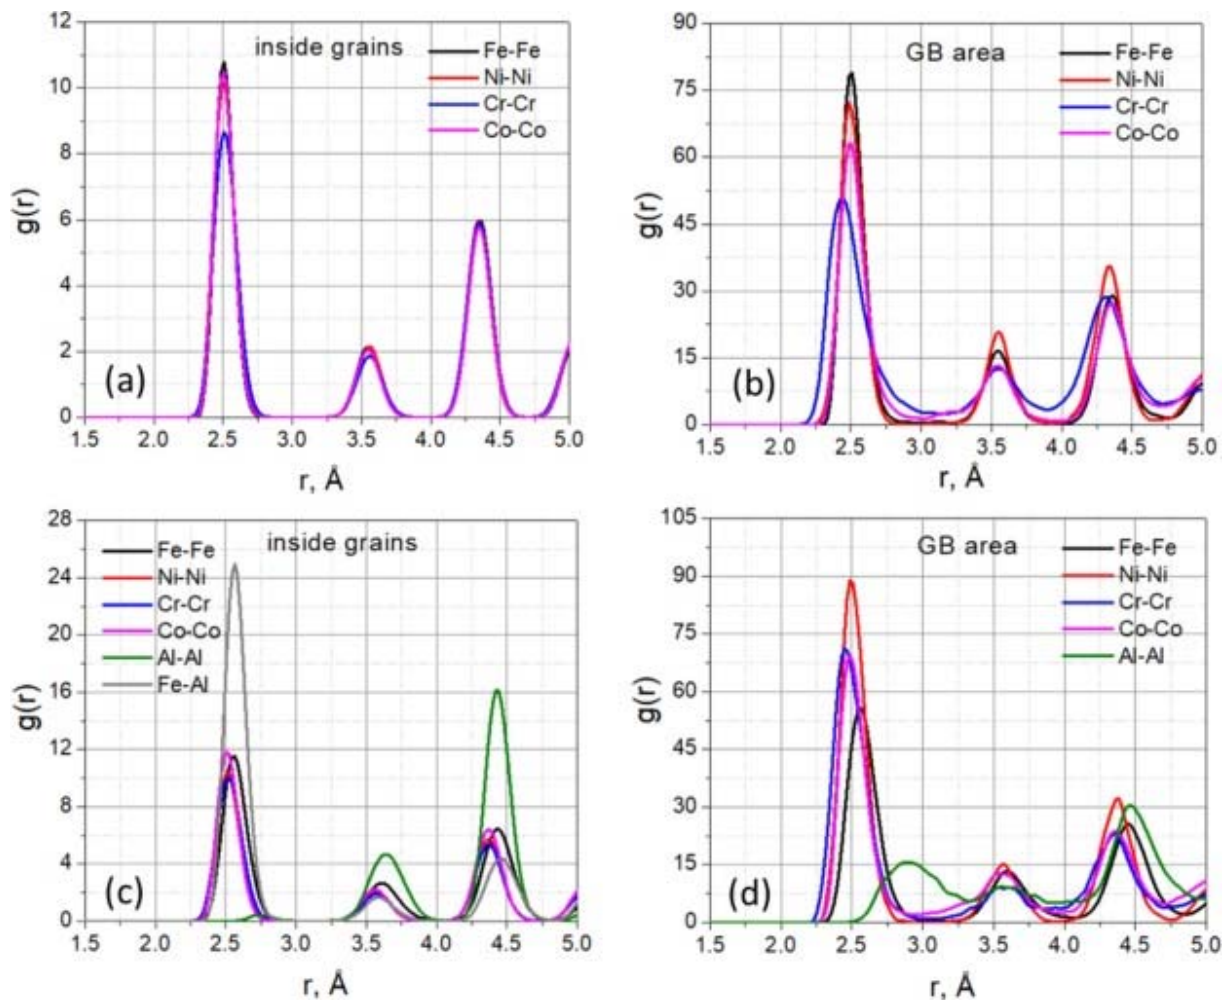 12
10
8
6
4
2
0
g(r)
inside grains
Fe-Fe
Ni-Ni
Cr-Cr
Co-Co
(a)
1.5 2.0 2.5 3.0 3.5 4.0 4.5 5.0
r, Å
90
75
60
45
30
15
0
g(r)
GB area
Fe-Fe
Ni-Ni
Cr-Cr
Co-Co
(b)
1.5 2.0 2.5 3.0 3.5 4.0 4.5 5.0
r, Å
28
24
20
16
12
8
4
0
g(r)
inside grains
Fe-Fe
Ni-Ni
Cr-Cr
Co-Co
Al-Al
Fe-Al
(c)
1.5 2.0 2.5 3.0 3.5 4.0 4.5 5.0
r, Å
105
90
75
60
45
30
15
0
g(r)
GB area
Fe-Fe
Ni-Ni
Cr-Cr
Co-Co
Al-Al
(d)
1.5 2.0 2.5 3.0 3.5 4.0 4.5 5.0
r, Å